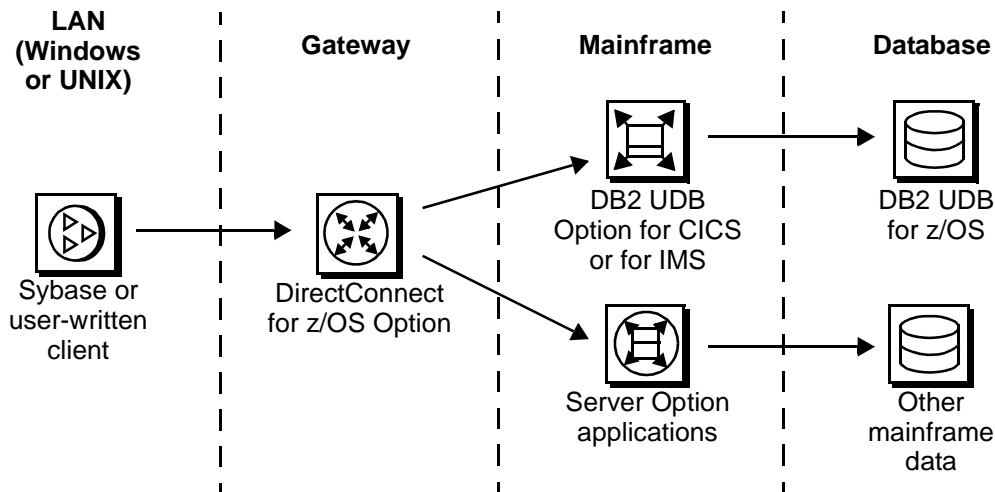 LAN
(Windows
or UNIX)
Gateway
Mainframe
Database
Sybase or
user-written
client
DirectConnect
for z/OS Option
DB2 UDB
Option for CICS
or for IMS
DB2 UDB
for z/OS
Server Option
applications
Other
mainframe
data